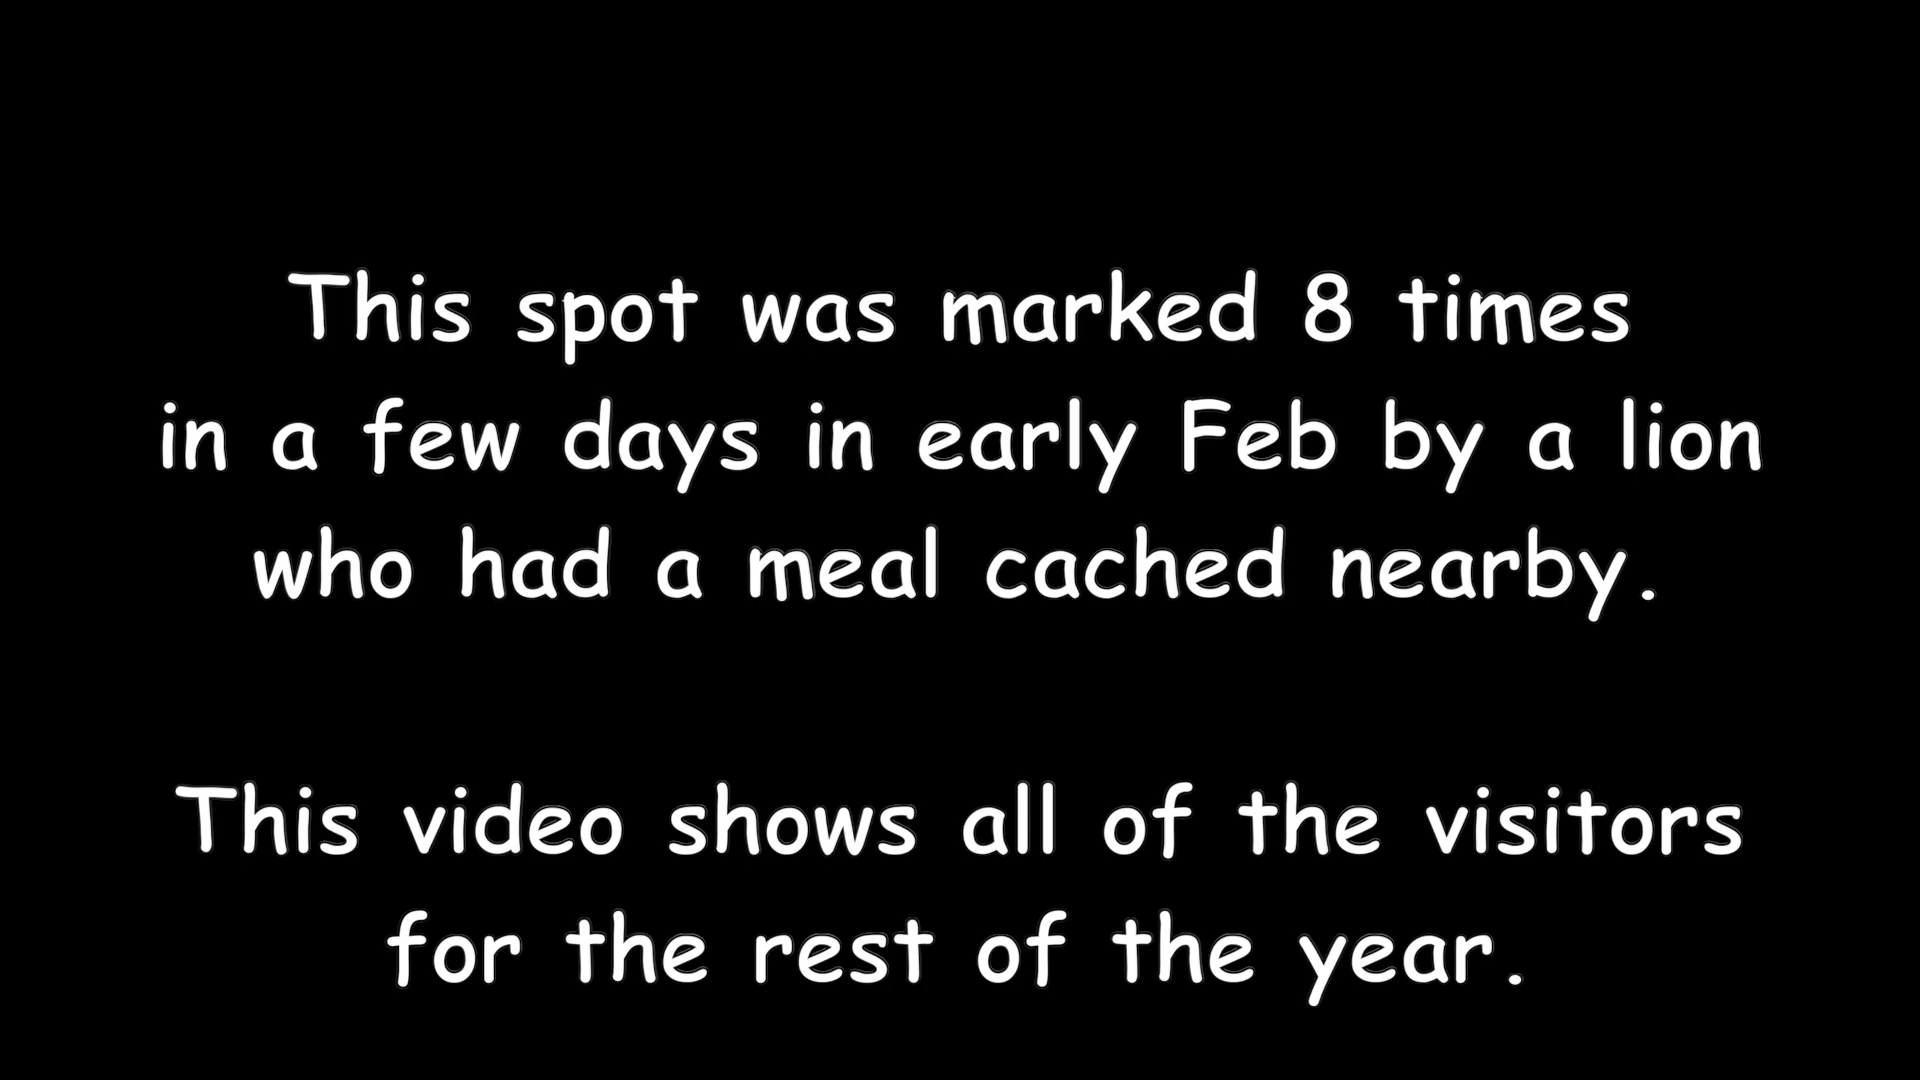 This spot was marked 8 times
in a few days in early Feb by a lion
who had a meal cached nearby.
This video shows all of the visitors
for the rest of the year.